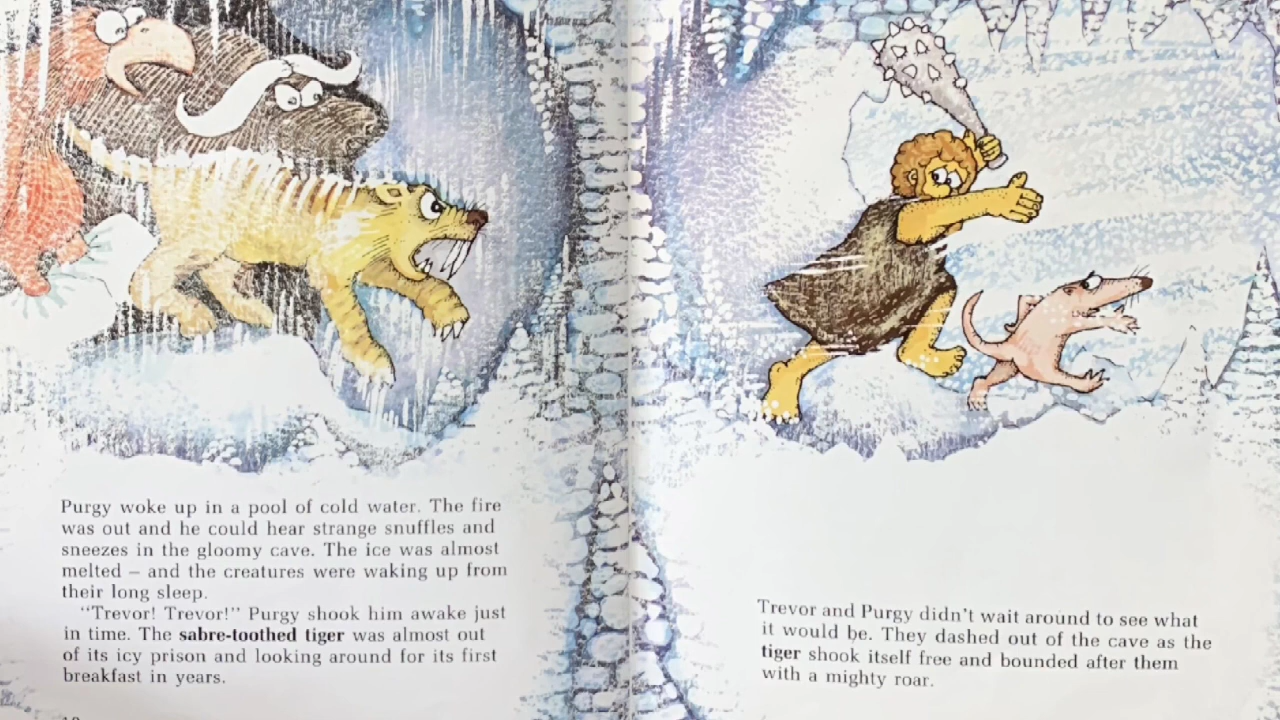 Purgy woke up in a pool of cold water. The fire
was out and he could hear strange snuffles and
sneezes in the gloomy cave. The ice was almost
melted – and the creatures were waking up from
their long sleep.
"Trevor! Trevor!" Purgy shook him awake just
in time. The sabre-toothed tiger was almost out
of its icy prison and looking around for its first
breakfast in years.
Trevor and Purgy didn't wait around to see what
it would be. They dashed out of the cave as the
tiger shook itself free and bounded after them
with a mighty roar.